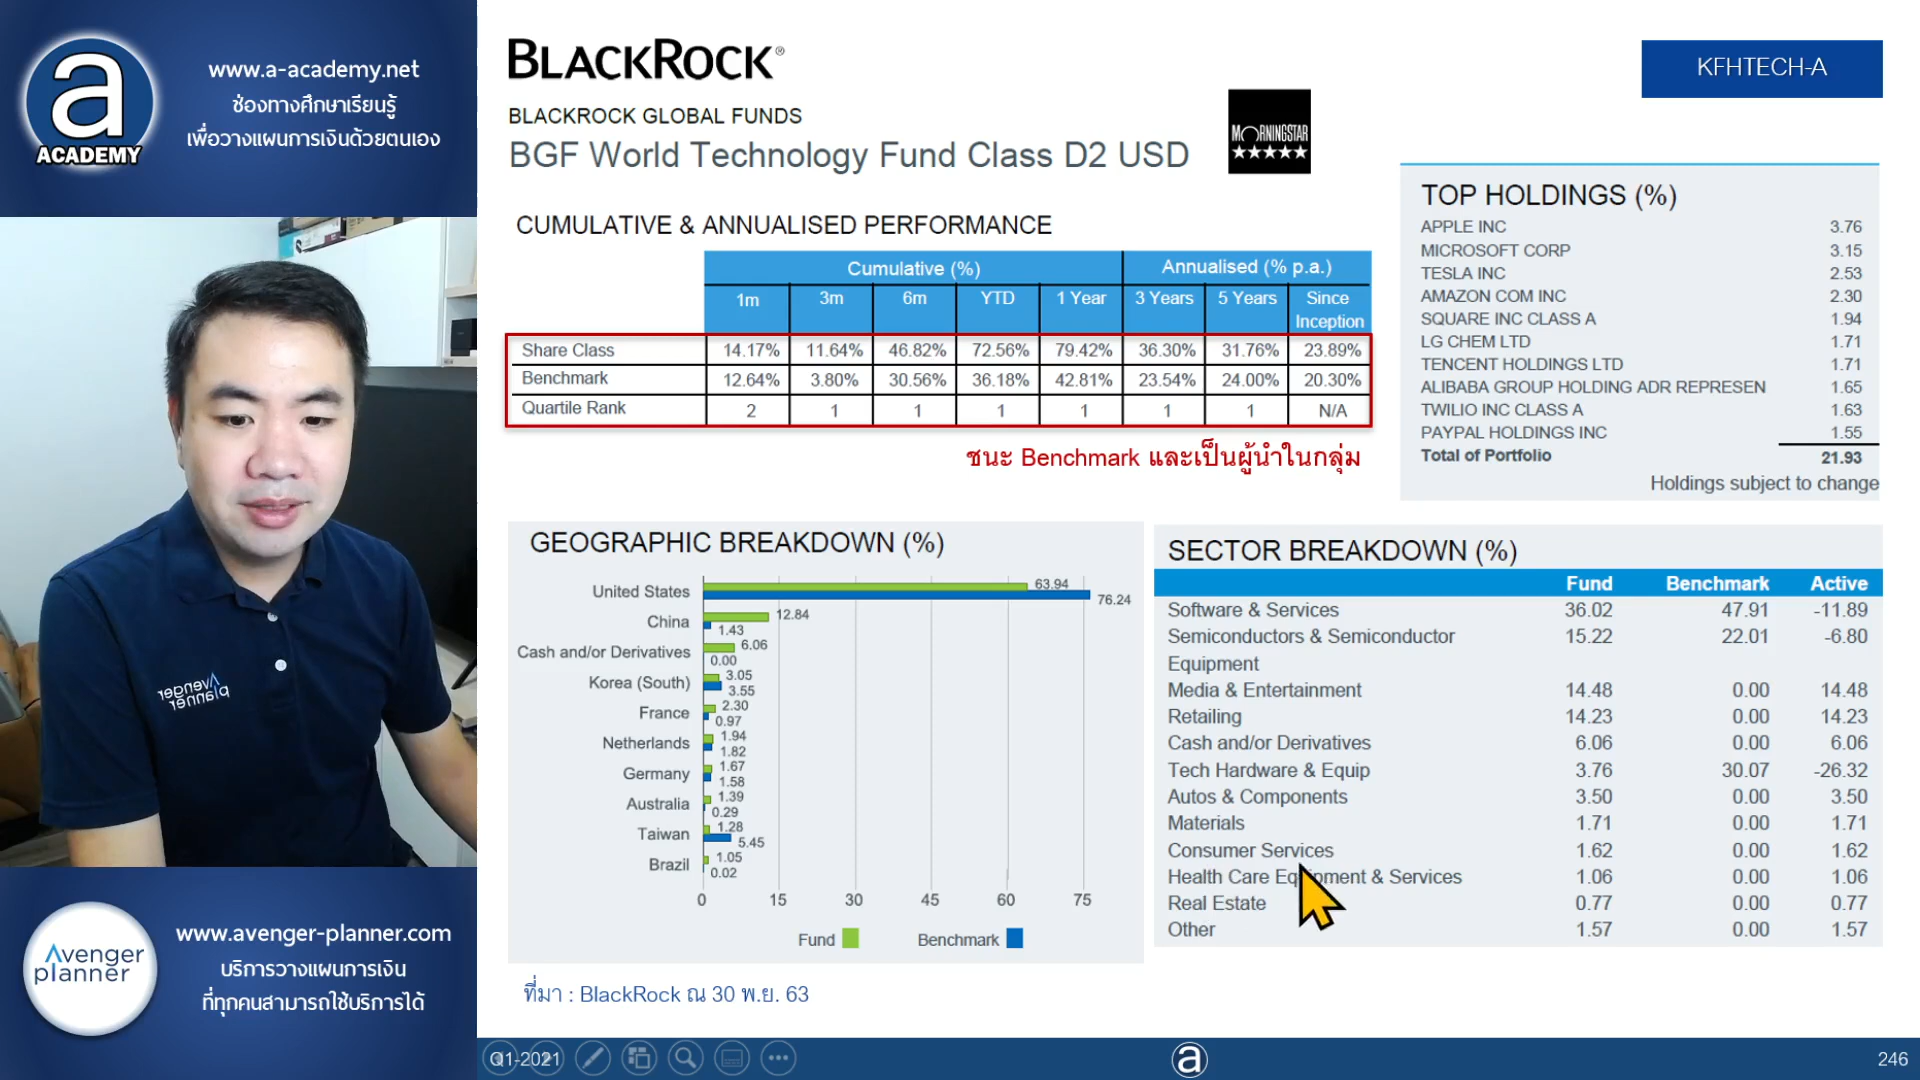 a
ACADEMY
www.a-academy.net
ช่องทางศึกษาเรียนรู้
เพื่อวางแผนการเงินด้วยตนเอง
Avenger
planner
Avenger
planner
www.avenger-planner.com
บริการวางแผนการเงิน
ที่ทุกคนสามารถใช้บริการได้
BLACKROCK®
KFHTECH-A
BLACKROCK GLOBAL FUNDS
BGF World Technology Fund Class D2 USD
MORNINGSTAR
★★★★★
CUMULATIVE & ANNUALISED PERFORMANCE
Cumulative (%) Annualised (% p.a.)
1m 3m 6m YTD 1 Year 3 Years 5 Years Since Inception
Share Class 14.17% 11.64% 46.82% 72.56% 79.42% 36.30% 31.76% 23.89%
Benchmark 12.64% 3.80% 30.56% 36.18% 42.81% 23.54% 24.00% 20.30%
Quartile Rank 2 1 1 1 1 1 1 N/A
ชนะ Benchmark และเป็นผู้นำในกลุ่ม
TOP HOLDINGS (%)
APPLE INC 3.76
MICROSOFT CORP 3.15
TESLA INC 2.53
AMAZON COM INC 2.30
SQUARE INC CLASS A 1.94
LG CHEM LTD 1.71
TENCENT HOLDINGS LTD 1.71
ALIBABA GROUP HOLDING ADR REPRESEN 1.65
TWILIO INC CLASS A 1.63
PAYPAL HOLDINGS INC 1.55
Total of Portfolio 21.93
Holdings subject to change
GEOGRAPHIC BREAKDOWN (%)
United States 63.94 76.24
China 12.84 1.43
Cash and/or Derivatives 6.06 0.00
Korea (South) 3.05 3.55
France 2.30 0.97
Netherlands 1.94 1.82
Germany 1.67 1.58
Australia 1.39 0.29
Taiwan 1.28 5.45
Brazil 1.05 0.02
0 15 30 45 60 75
Fund Benchmark
SECTOR BREAKDOWN (%)
Fund Benchmark Active
Software & Services 36.02 47.91 -11.89
Semiconductors & Semiconductor 15.22 22.01 -6.80
Equipment
Media & Entertainment 14.48 0.00 14.48
Retailing 14.23 0.00 14.23
Cash and/or Derivatives 6.06 0.00 6.06
Tech Hardware & Equip 3.76 30.07 -26.32
Autos & Components 3.50 0.00 3.50
Materials 1.71 0.00 1.71
Consumer Services 1.62 0.00 1.62
Health Care Equipment & Services 1.06 0.00 1.06
Real Estate 0.77 0.00 0.77
Other 1.57 0.00 1.57
ที่มา : BlackRock ณ 30 พ.ย. 63
Q1-2021
a
246